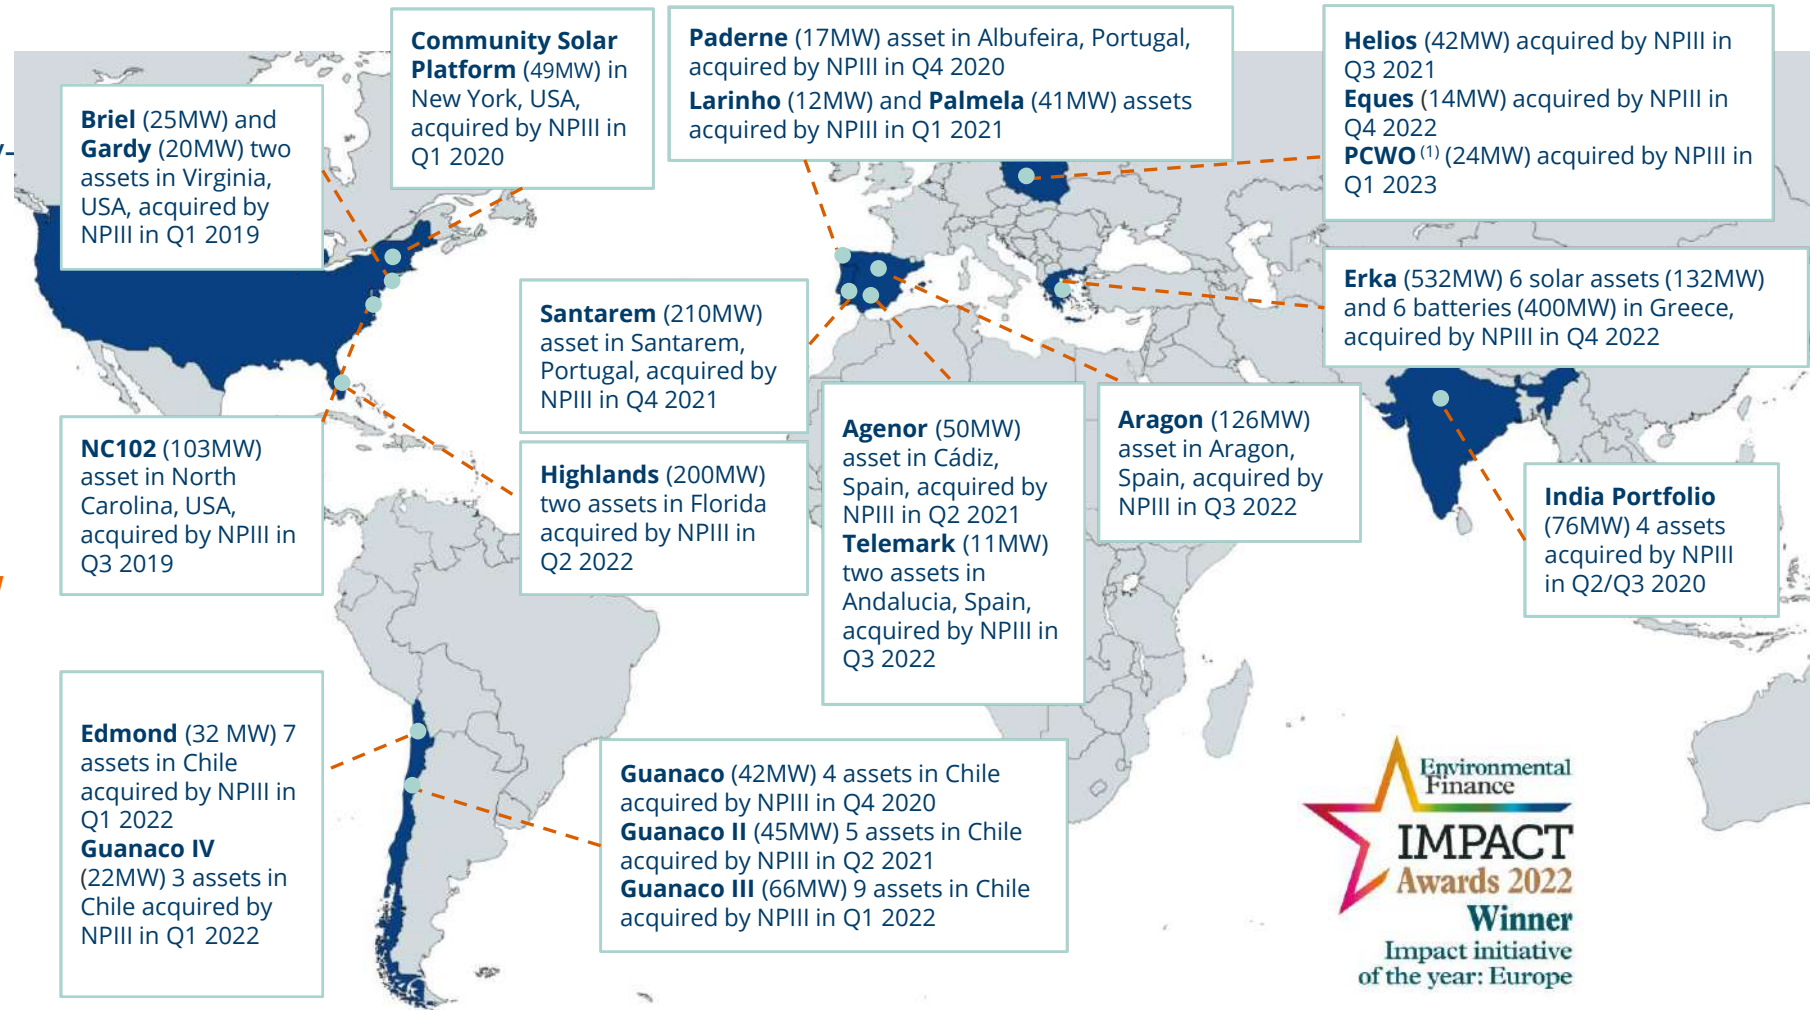 Community Solar
Platform (49MW) in
New York, USA,
acquired by NPIII in
Q1 2020
Paderne (17MW) asset in Albufeira, Portugal,
acquired by NPIII in Q4 2020
Larinho (12MW) and Palmela (41MW) assets
acquired by NPIII in Q1 2021
Helios (42MW) acquired by NPIII in
Q3 2021
Eques (14MW) acquired by NPIII in
Q4 2022
PCWO (1) (24MW) acquired by NPIII in
Q1 2023
Briel (25MW) and
Gardy (20MW) two
assets in Virginia,
USA, acquired by
NPIII in Q1 2019
Erka (532MW) 6 solar assets (132MW)
and 6 batteries (400MW) in Greece,
acquired by NPIII in Q4 2022
Santarem (210MW)
asset in Santarem,
Portugal, acquired by
NPIII in Q4 2021
NC102 (103MW)
asset in North
Carolina, USA,
acquired by NPIII in
Q3 2019
Highlands (200MW)
two assets in Florida
acquired by NPIII in
Q2 2022
Agenor (50MW)
asset in Cádiz,
Spain, acquired by
NPIII in Q2 2021
Telemark (11MW)
two assets in
Andalucia, Spain,
acquired by NPIII in
Q3 2022
Aragon (126MW)
asset in Aragon,
Spain, acquired by
NPIII in Q3 2022
India Portfolio
(76MW) 4 assets
acquired by NPIII
in Q2/Q3 2020
Edmond (32 MW) 7
assets in Chile
acquired by NPIII in
Q1 2022
Guanaco IV
(22MW) 3 assets in
Chile acquired by
NPIII in Q1 2022
Guanaco (42MW) 4 assets in Chile
acquired by NPIII in Q4 2020
Guanaco II (45MW) 5 assets in Chile
acquired by NPIII in Q2 2021
Guanaco III (66MW) 9 assets in Chile
acquired by NPIII in Q1 2022
Environmental
Finance
IMPACT
Awards 2022
Winner
Impact initiative
of the year: Europe